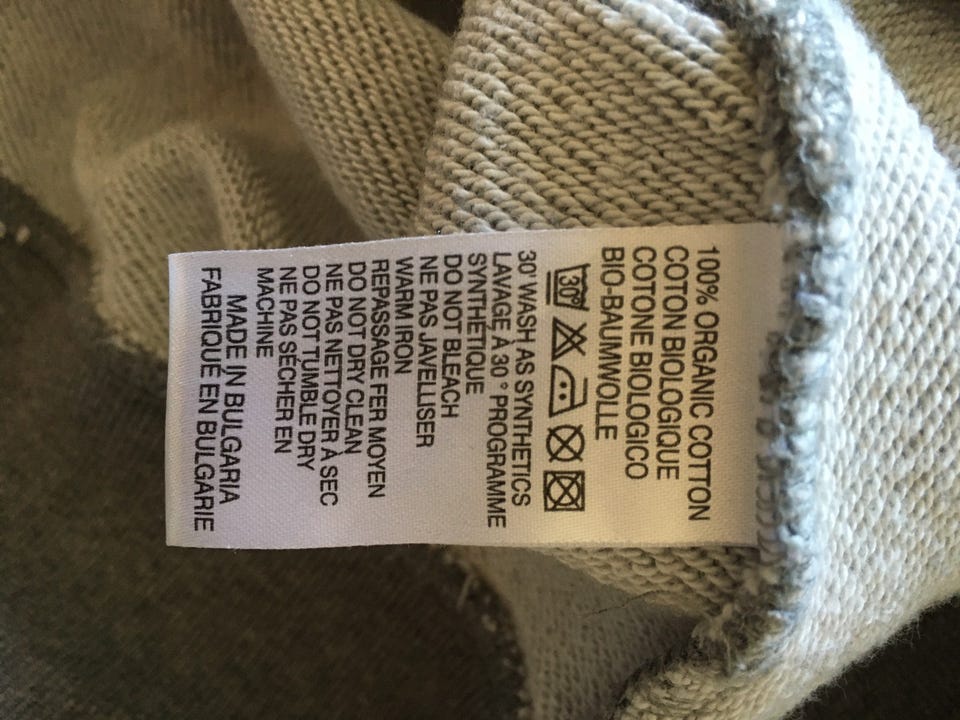 100% ORGANIC COTTON
COTON BIOLOGIQUE
COTONE BIOLOGICO
BIO-BAUMWOLLE
30°
30' WASH AS SYNTHETICS
LAVAGE À 30 ° PROGRAMME
SYNTHÉTIQUE
DO NOT BLEACH
NE PAS JAVELLISER
WARM IRON
REPASSAGE FER MOYEN
DO NOT DRY CLEAN
NE PAS NETTOYER À SEC
DO NOT TUMBLE DRY
NE PAS SÉCHER EN
MACHINE
MADE IN BULGARIA
FABRIQUÉ EN BULGARIE